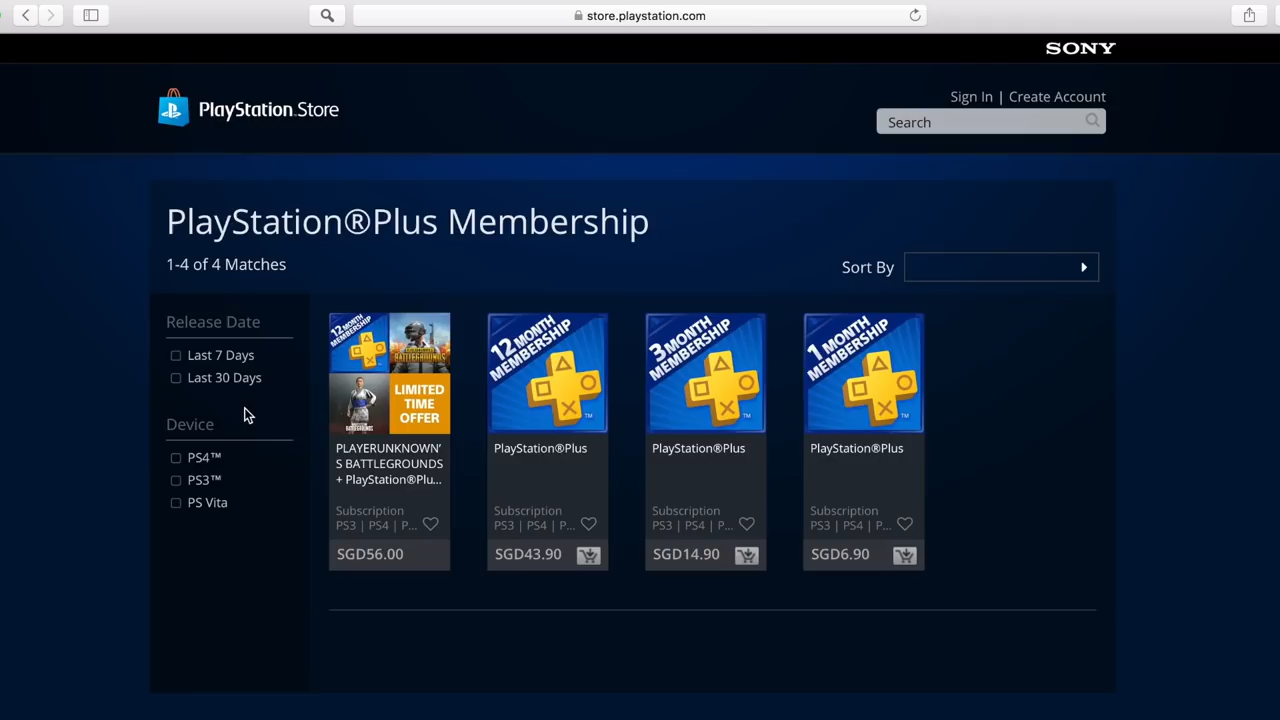 store.playstation.com
SONY
PlayStation.Store
Sign In | Create Account
Search
PlayStation®Plus Membership
1-4 of 4 Matches
Sort By
Release Date
Last 7 Days
Last 30 Days
Device
PS4™
PS3™
PS Vita
12 MONTH
MEMBERSHIP
LIMITED
TIME
OFFER
PLAYERUNKNOWN'
S BATTLEGROUNDS
+ PlayStation®Plu...
Subscription
PS3 | PS4 | P...
SGD56.00
12 MONTH
MEMBERSHIP
TM
PlayStation®Plus
Subscription
PS3 | PS4 | P...
SGD43.90
3 MONTH
MEMBERSHIP
TM
PlayStation®Plus
Subscription
PS3 | PS4 | P...
SGD14.90
1 MONTH
MEMBERSHIP
TM
PlayStation®Plus
Subscription
PS3 | PS4 | P...
SGD6.90